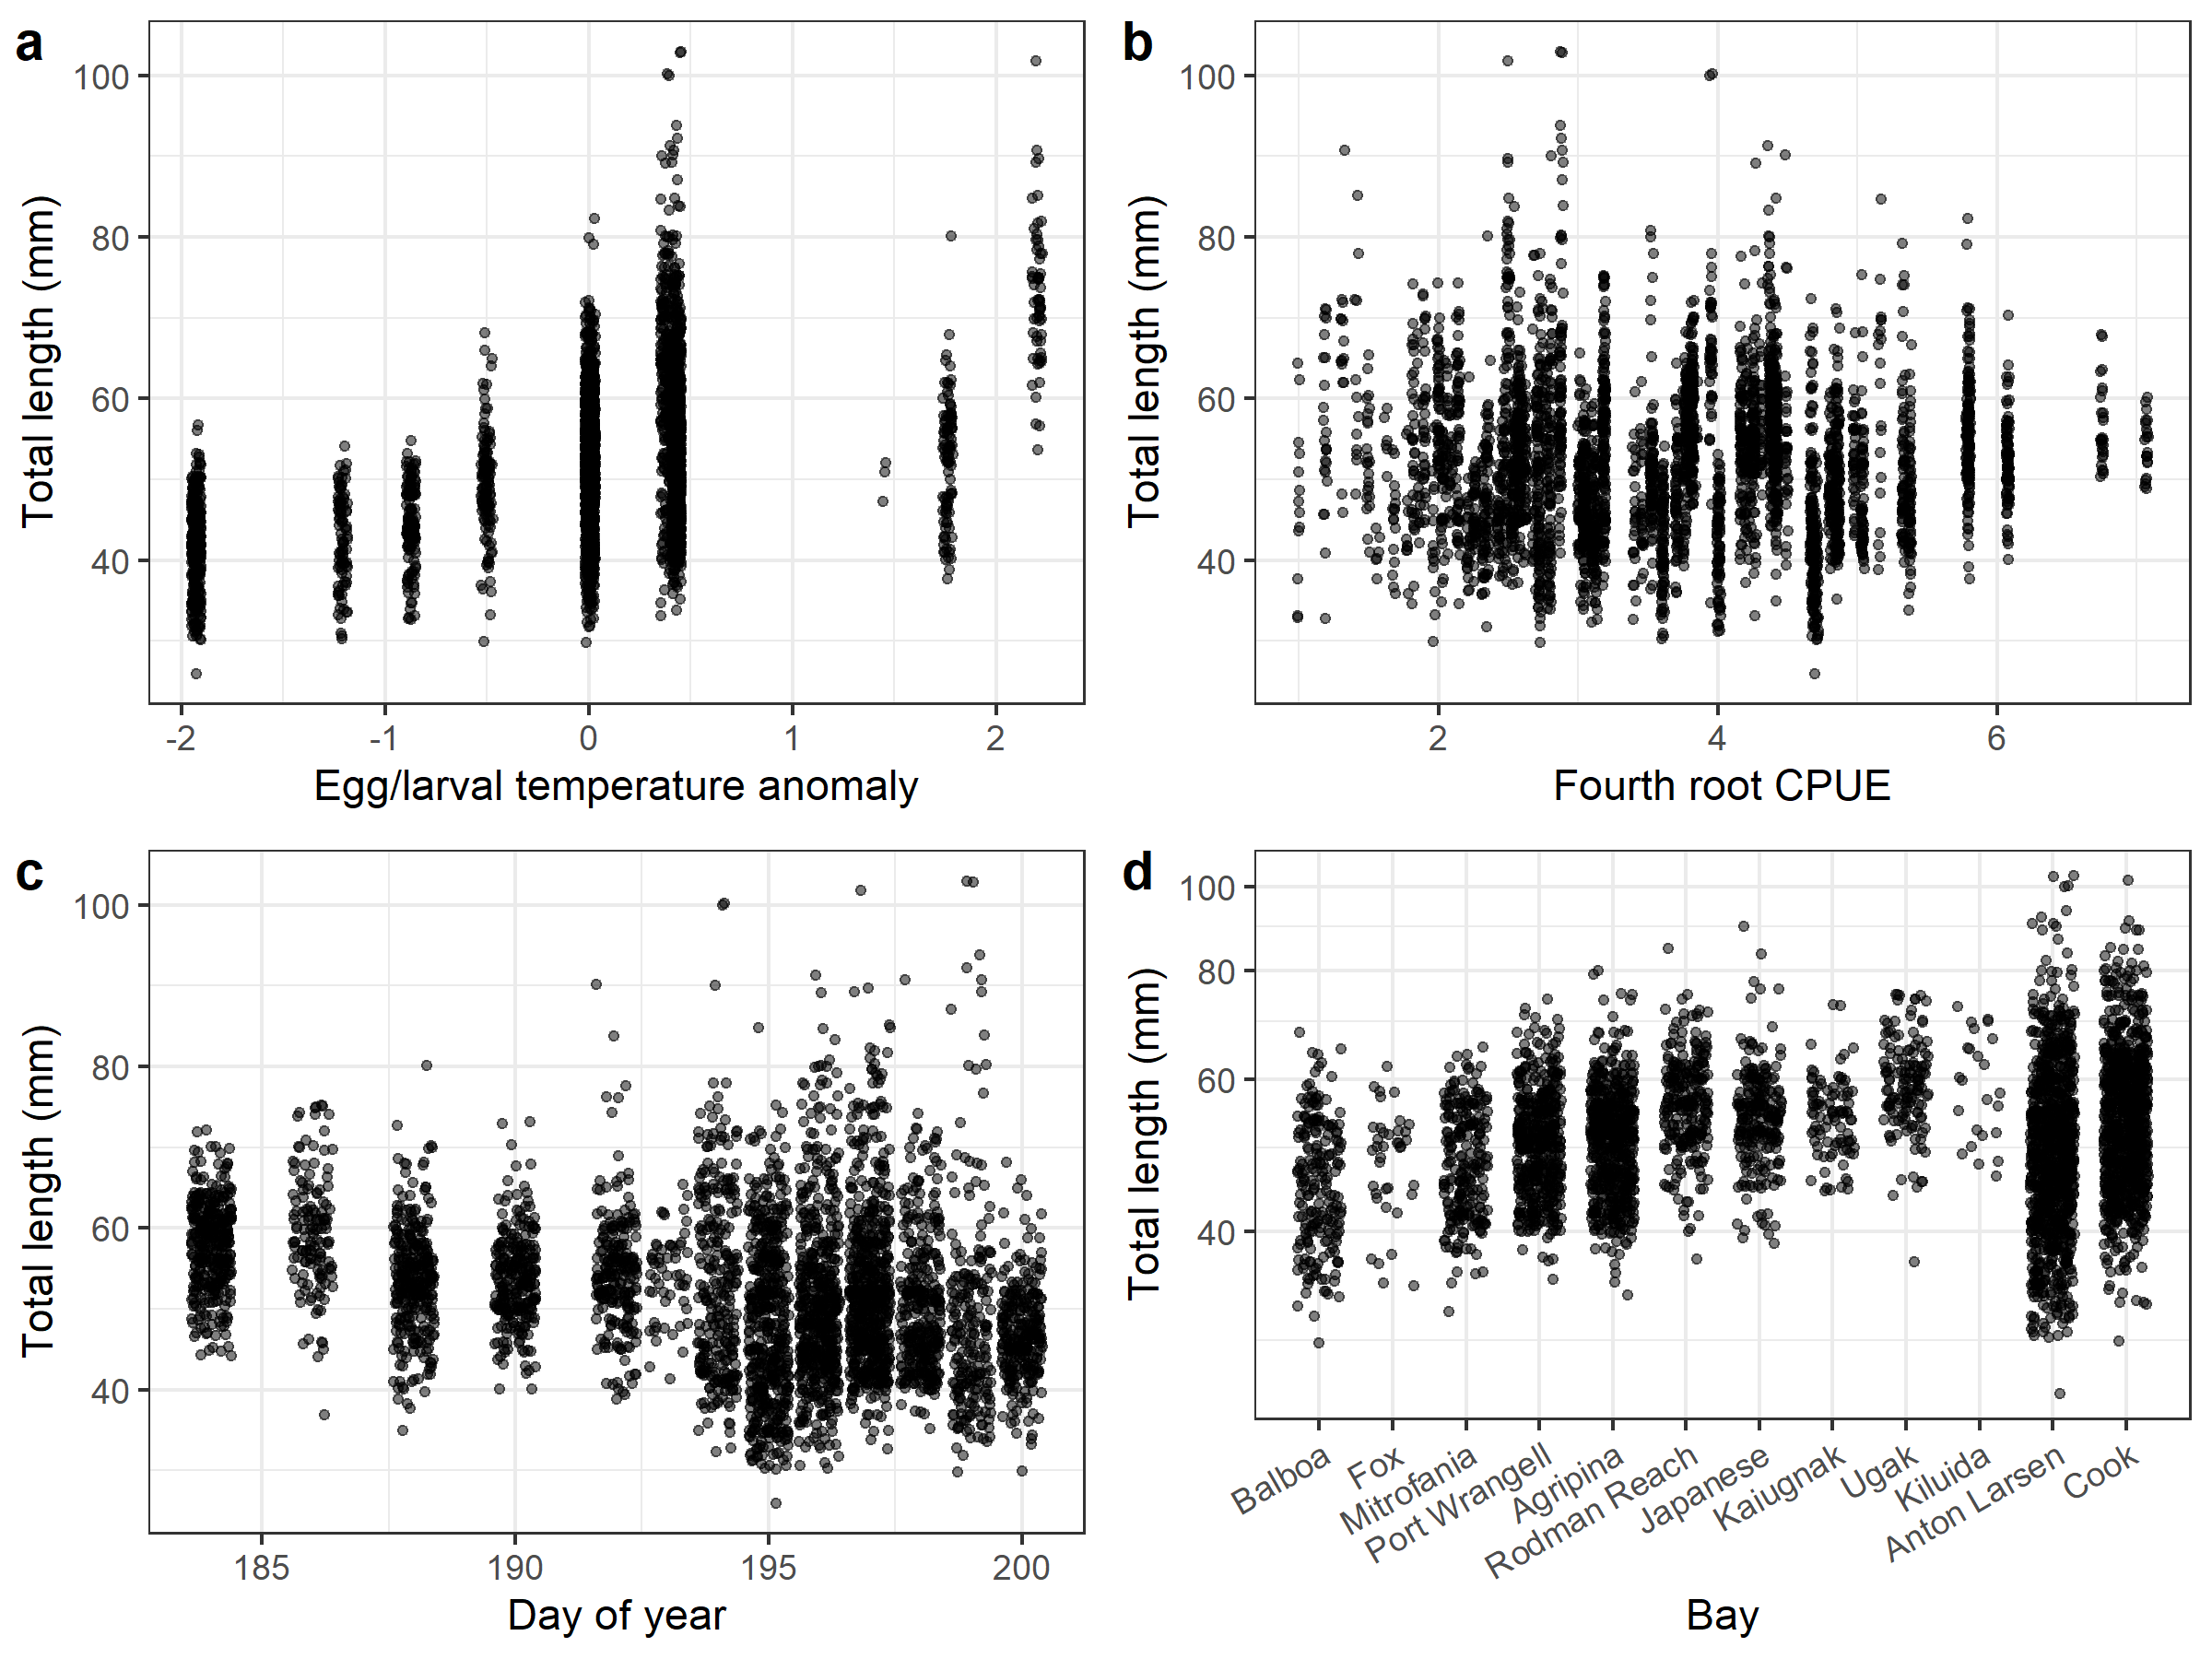 a
Total length (mm)
100
80
60
40
-2 -1 0 1 2
Egg/larval temperature anomaly
b
Total length (mm)
100
80
60
40
2 4 6
Fourth root CPUE
c
Total length (mm)
100
80
60
40
185 190 195 200
Day of year
d
Total length (mm)
100
80
60
40
Balboa
Fox
Mitrofania
Port Wrangell
Agripina
Rodman Reach
Japanese
Kaiugnak
Ugak
Kiluida
Anton Larsen
Cook
Bay